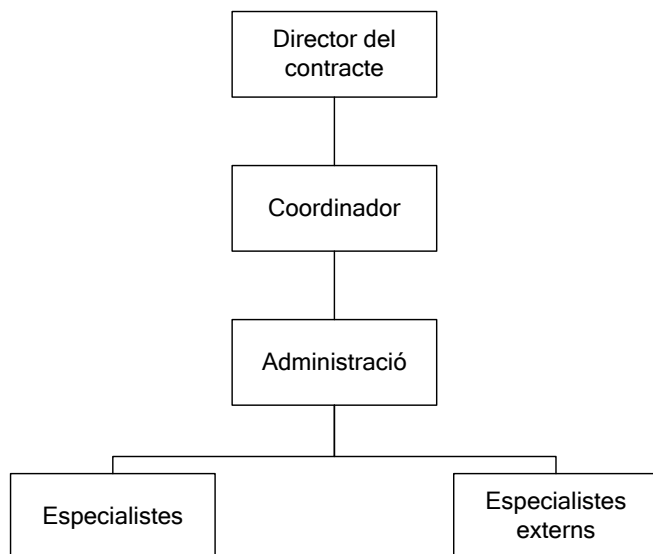 Director del
contracte
Coordinador
Administració
Especialistes
Especialistes
externs